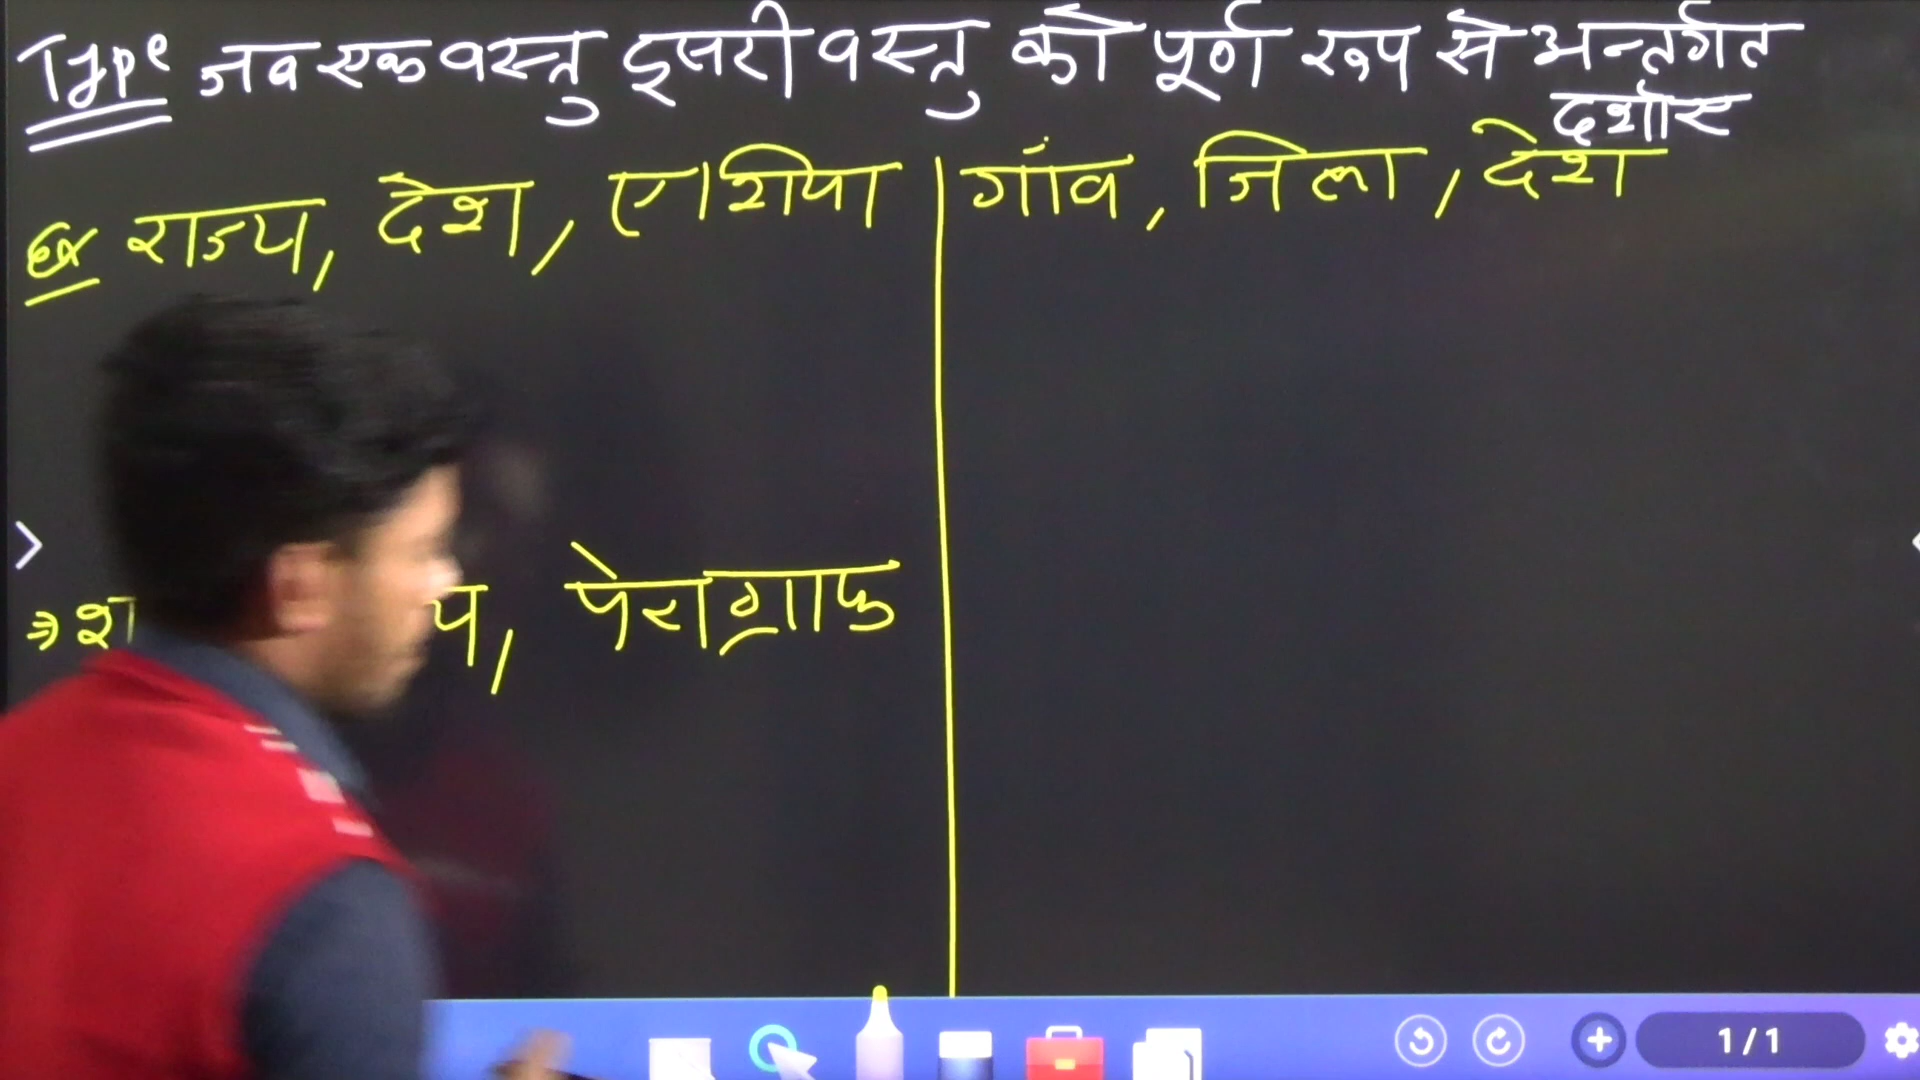 Type जब एक वस्तु दुसरी वस्तु को पूर्ण रूप से अन्तर्गत
दर्शाए
Ex राज्य, देश, एशिया | गांव, जिला, देश
⇒ पेराग्राफ
1/1